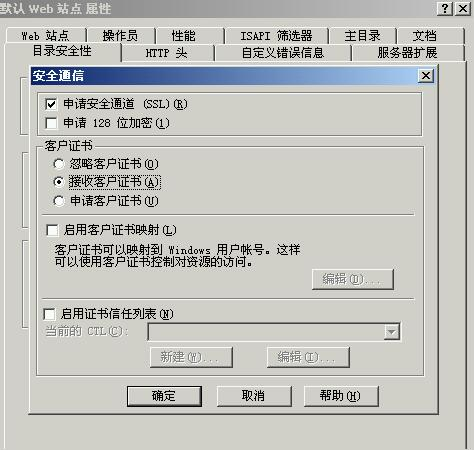 默认 Web 站点 属性
Web 站点 操作员 性能 ISAPI 筛选器 主目录 文档
目录安全性 HTTP 头 自定义错误信息 服务器扩展
安全通信
申请安全通道 (SSL)(R)
申请 128 位加密(1)
客户证书
忽略客户证书(O)
接收客户证书(A)
申请客户证书(U)
启用客户证书映射(L)
客户证书可以映射到 Windows 用户帐号。这样
可以使用客户证书控制对资源的访问。
编辑(D)...
启用证书信任列表(N)
当前的 CTL(C):
新建(W)... 编辑(I)...
确定 取消 帮助(H)